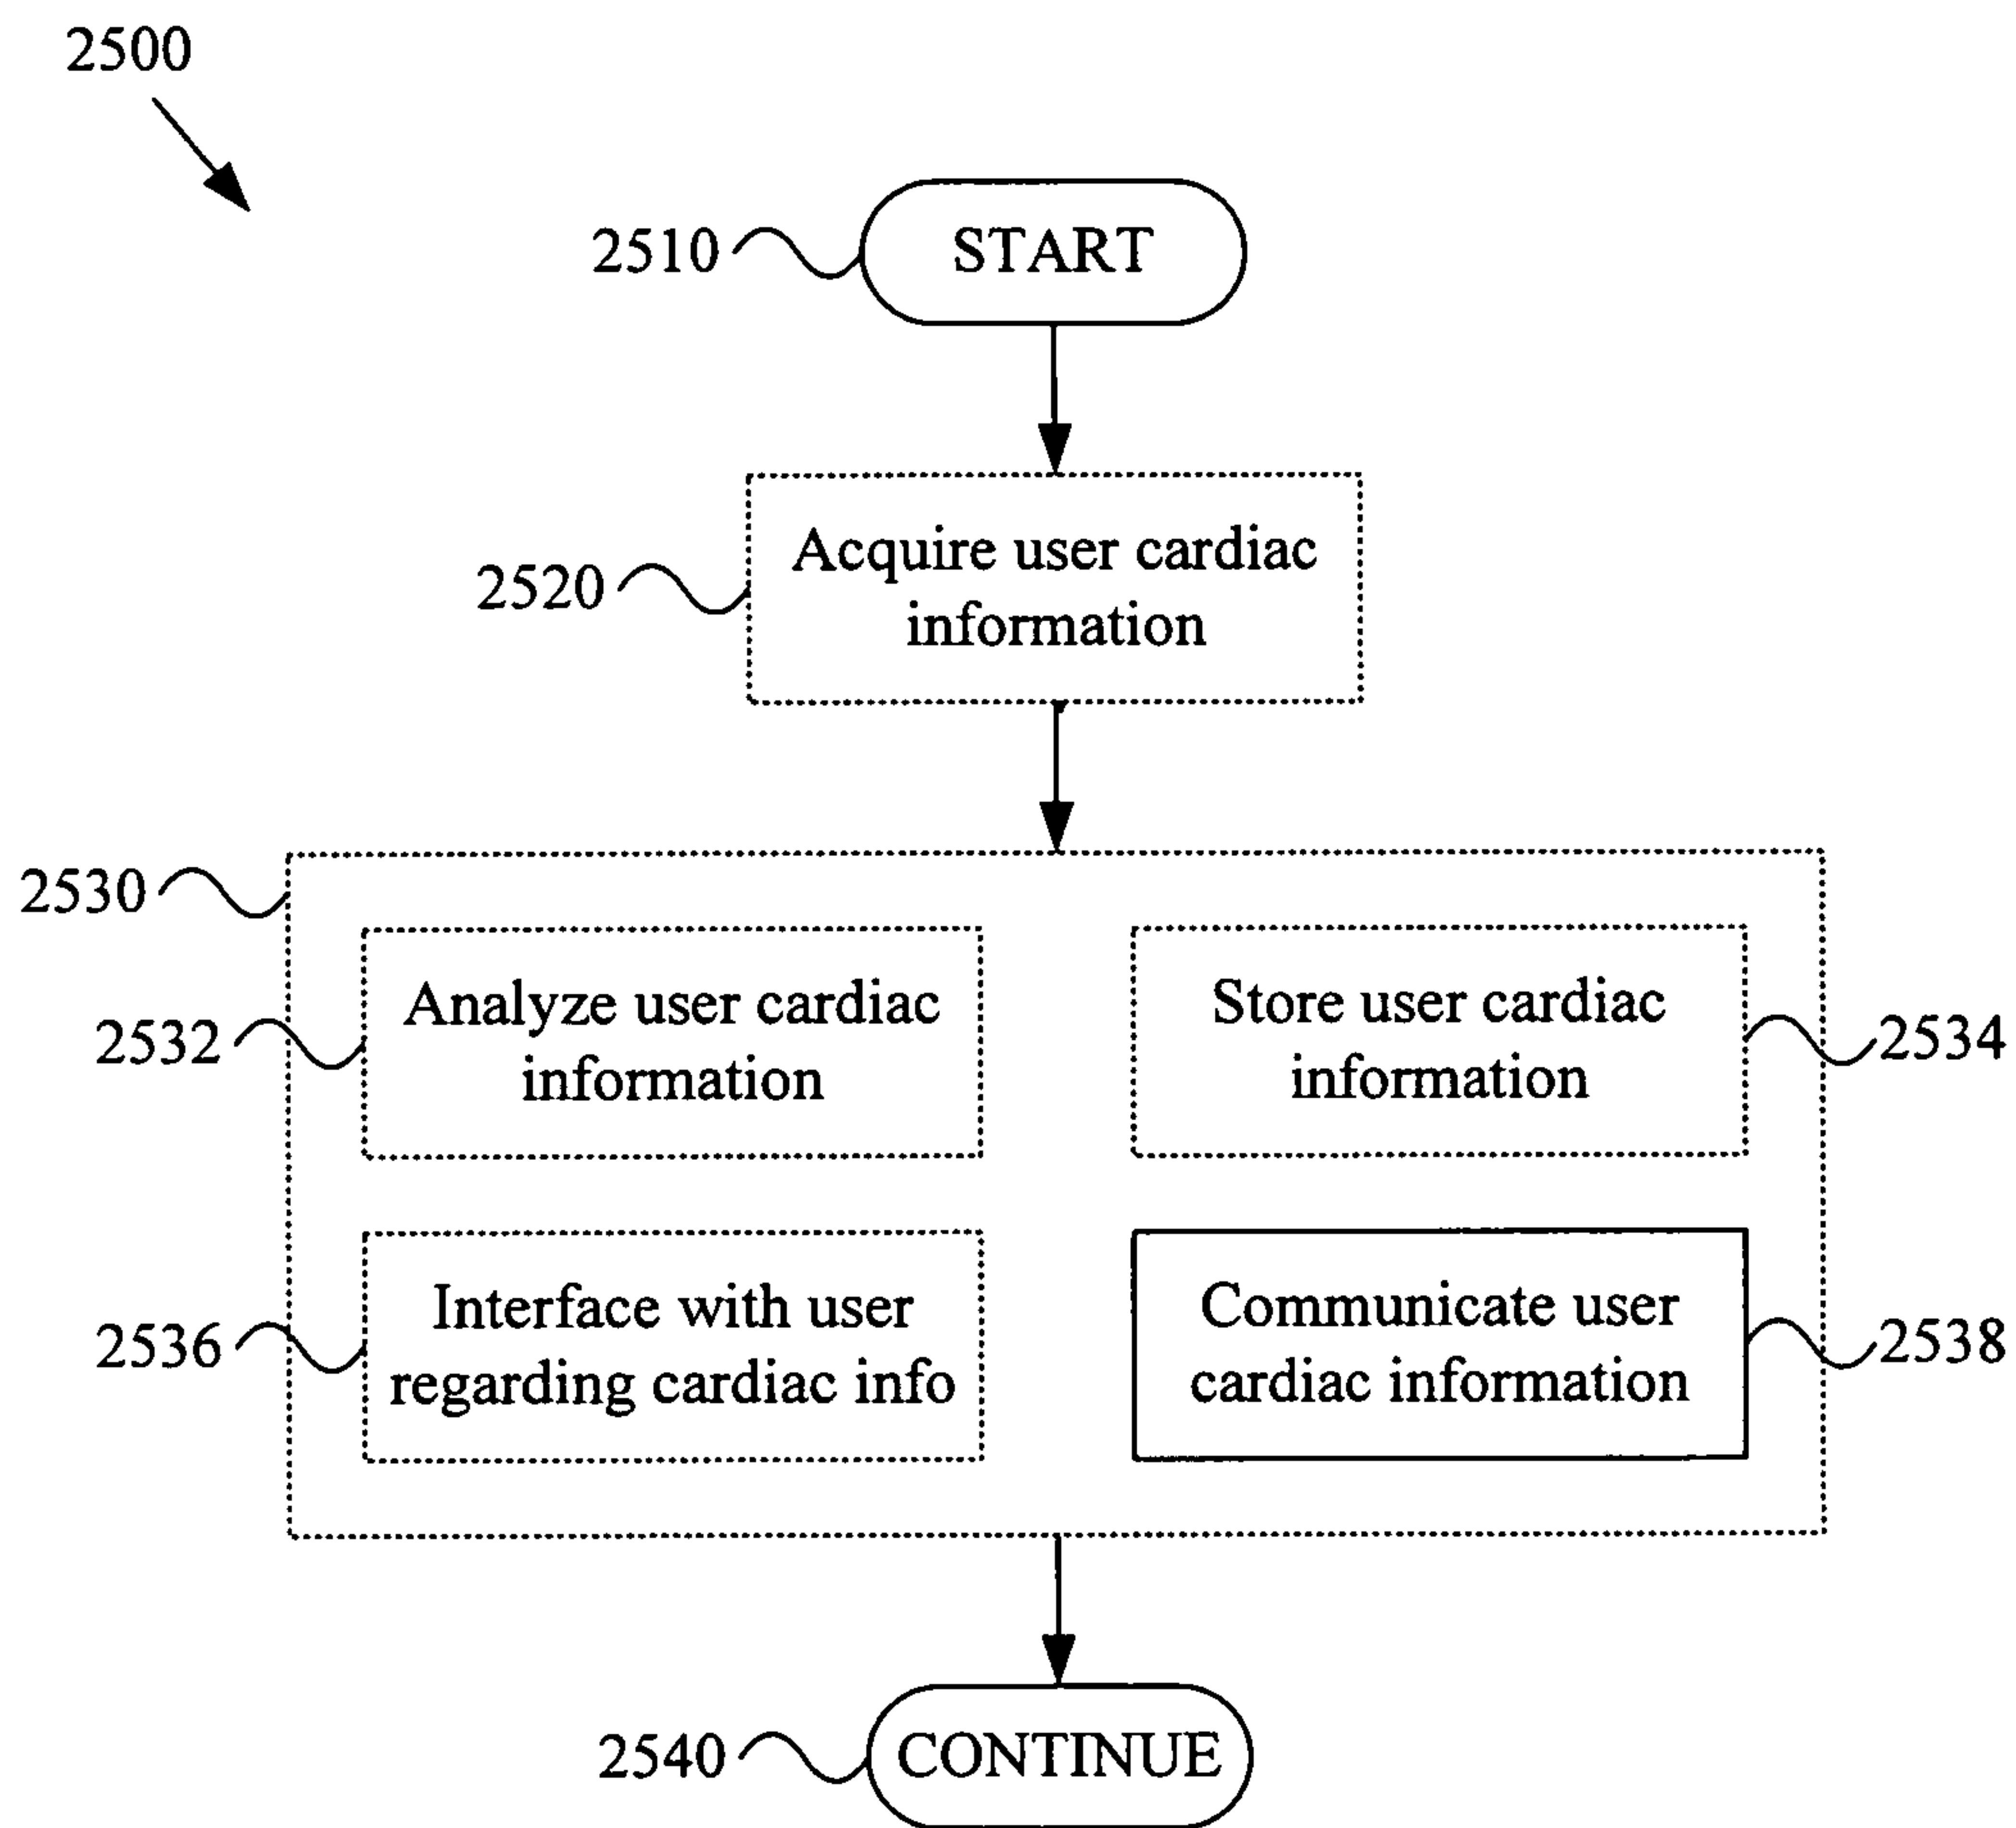 2500
2510
START
2520
Acquire user cardiac
information
2530
2532
Analyze user cardiac
information
Store user cardiac
information
2534
2536
Interface with user
regarding cardiac info
Communicate user
cardiac information
2538
2540
CONTINUE